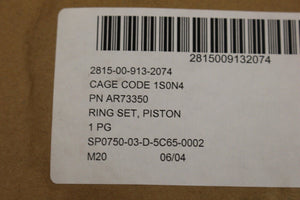 2815009132074
2815-00-913-2074
CAGE CODE 1S0N4
PN AR73350
RING SET, PISTON
1 PG
SP0750-03-D-5C65-0002
M20 06/04